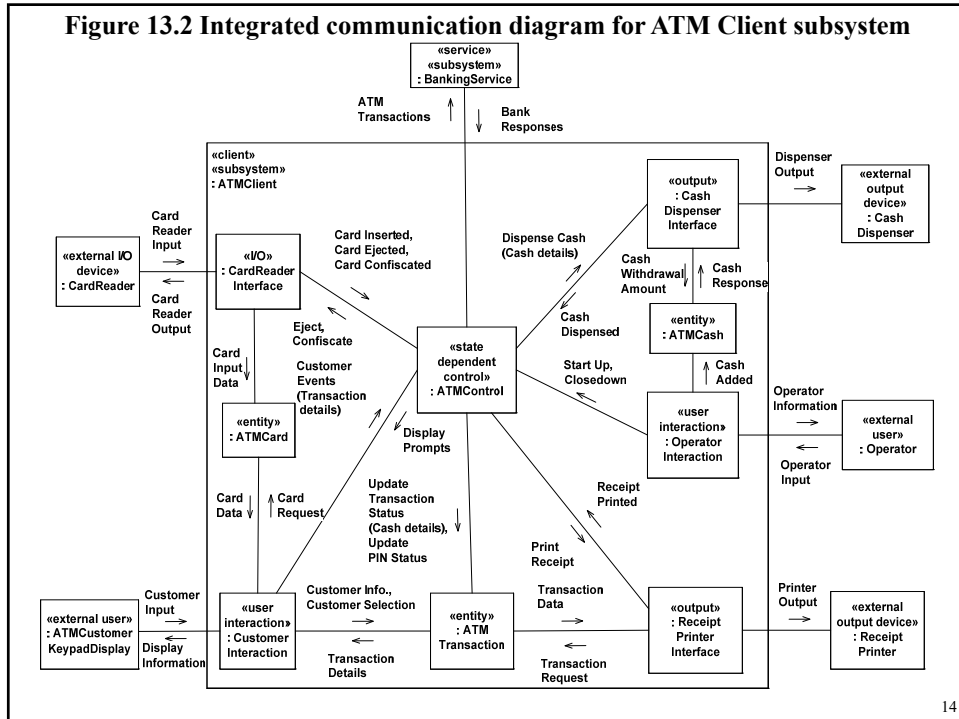 Figure 13.2 Integrated communication diagram for ATM Client subsystem
«service»
«subsystem»
: BankingService
ATM
Transactions
Bank
Responses
«client»
«subsystem»
: ATMClient
Card
Reader
Input
«external I/O
device»
: CardReader
Card
Reader
Output
«I/O»
: CardReader
Interface
Card Inserted,
Card Ejected,
Card Confiscated
Eject,
Confiscate
Dispense Cash
(Cash details)
Cash
Dispensed
«output»
: Cash
Dispenser
Interface
Dispenser
Output
«external
output
device»
: Cash
Dispenser
Cash
Withdrawal
Amount
Cash
Response
«entity»
: ATMCash
Cash
Added
«state
dependent
control»
: ATMControl
Start Up,
Closedown
Card
Input
Data
Customer
Events
(Transaction
details)
Display
Prompts
«entity»
: ATMCard
«user
interaction»
: Operator
Interaction
Operator
Information
Operator
Input
«external
user»
: Operator
Card
Data
Card
Request
Update
Transaction
Status
(Cash details),
Update
PIN Status
Receipt
Printed
Print
Receipt
Customer
Input
«external user»
: ATMCustomer
KeypadDisplay
Display
Information
«user
interaction»
: Customer
Interaction
Customer Info.,
Customer Selection
Transaction
Details
«entity»
: ATM
Transaction
Transaction
Data
Transaction
Request
«output»
: Receipt
Printer
Interface
Printer
Output
«external
output device»
: Receipt
Printer
14